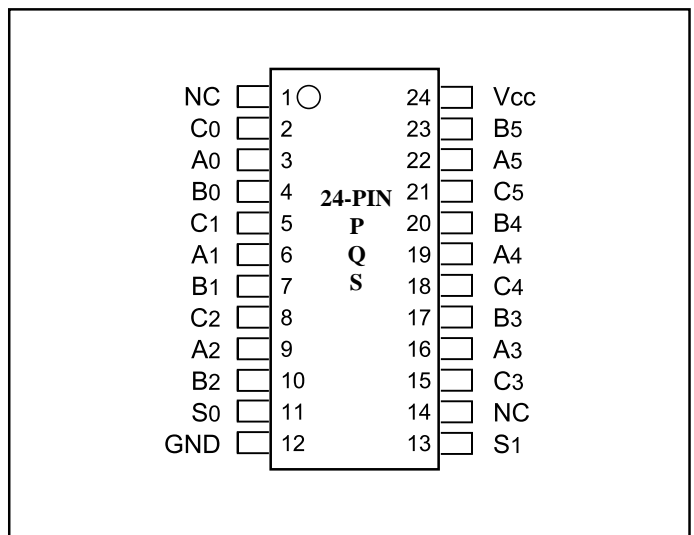 NC 1 24 Vcc
C0 2 23 B5
A0 3 22 A5
B0 4 21 C5
24-PIN
C1 5 20 B4
P
A1 6 19 A4
Q
B1 7 18 C4
S
C2 8 17 B3
A2 9 16 A3
B2 10 15 C3
S0 11 14 NC
GND 12 13 S1